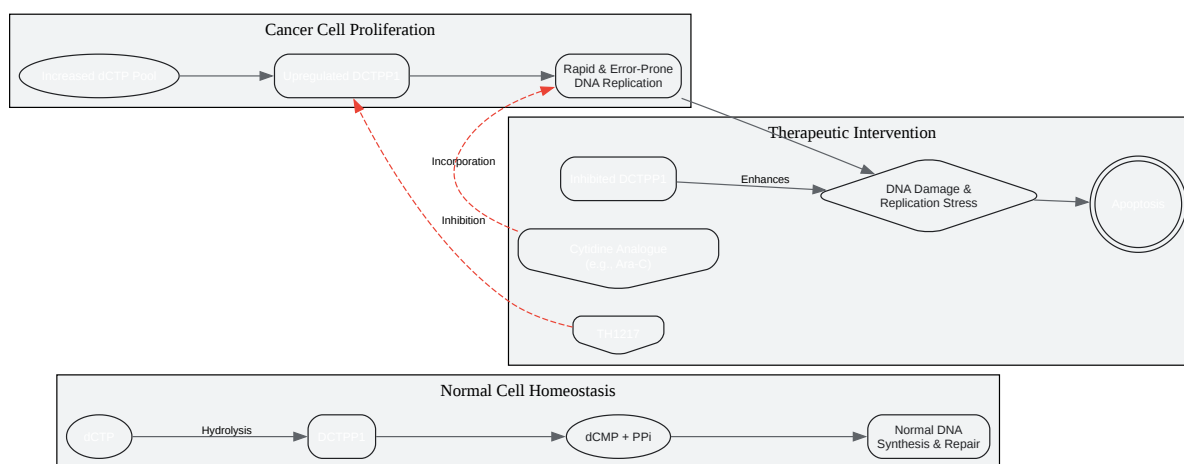 Cancer Cell Proliferation
Increased dCTP Pool
Upregulated DCTPP1
Rapid & Error-Prone
DNA Replication
Therapeutic Intervention
Incorporation
Inhibited DCTPP1
Enhances
DNA Damage &
Replication Stress
Apoptosis
Inhibition
Cytidine Analogue
(e.g., Ara-C)
TH1217
Normal Cell Homeostasis
dCTP
Hydrolysis
DCTPP1
dCMP + PPi
Normal DNA
Synthesis & Repair